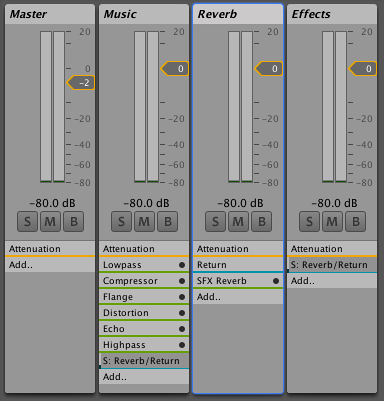 Master
20
0
-2
-20
-40
-60
-80
-80.0 dB
S M B
Attenuation
Add..
Music
20
0
-20
-40
-60
-80
-80.0 dB
S M B
Attenuation
Lowpass
Compressor
Flange
Distortion
Echo
Highpass
S: Reverb/Return
Add..
Reverb
20
0
-20
-40
-60
-80
-80.0 dB
S M B
Attenuation
Return
SFX Reverb
Add..
Effects
20
0
-20
-40
-60
-80
-80.0 dB
S M B
Attenuation
S: Reverb/Return
Add..